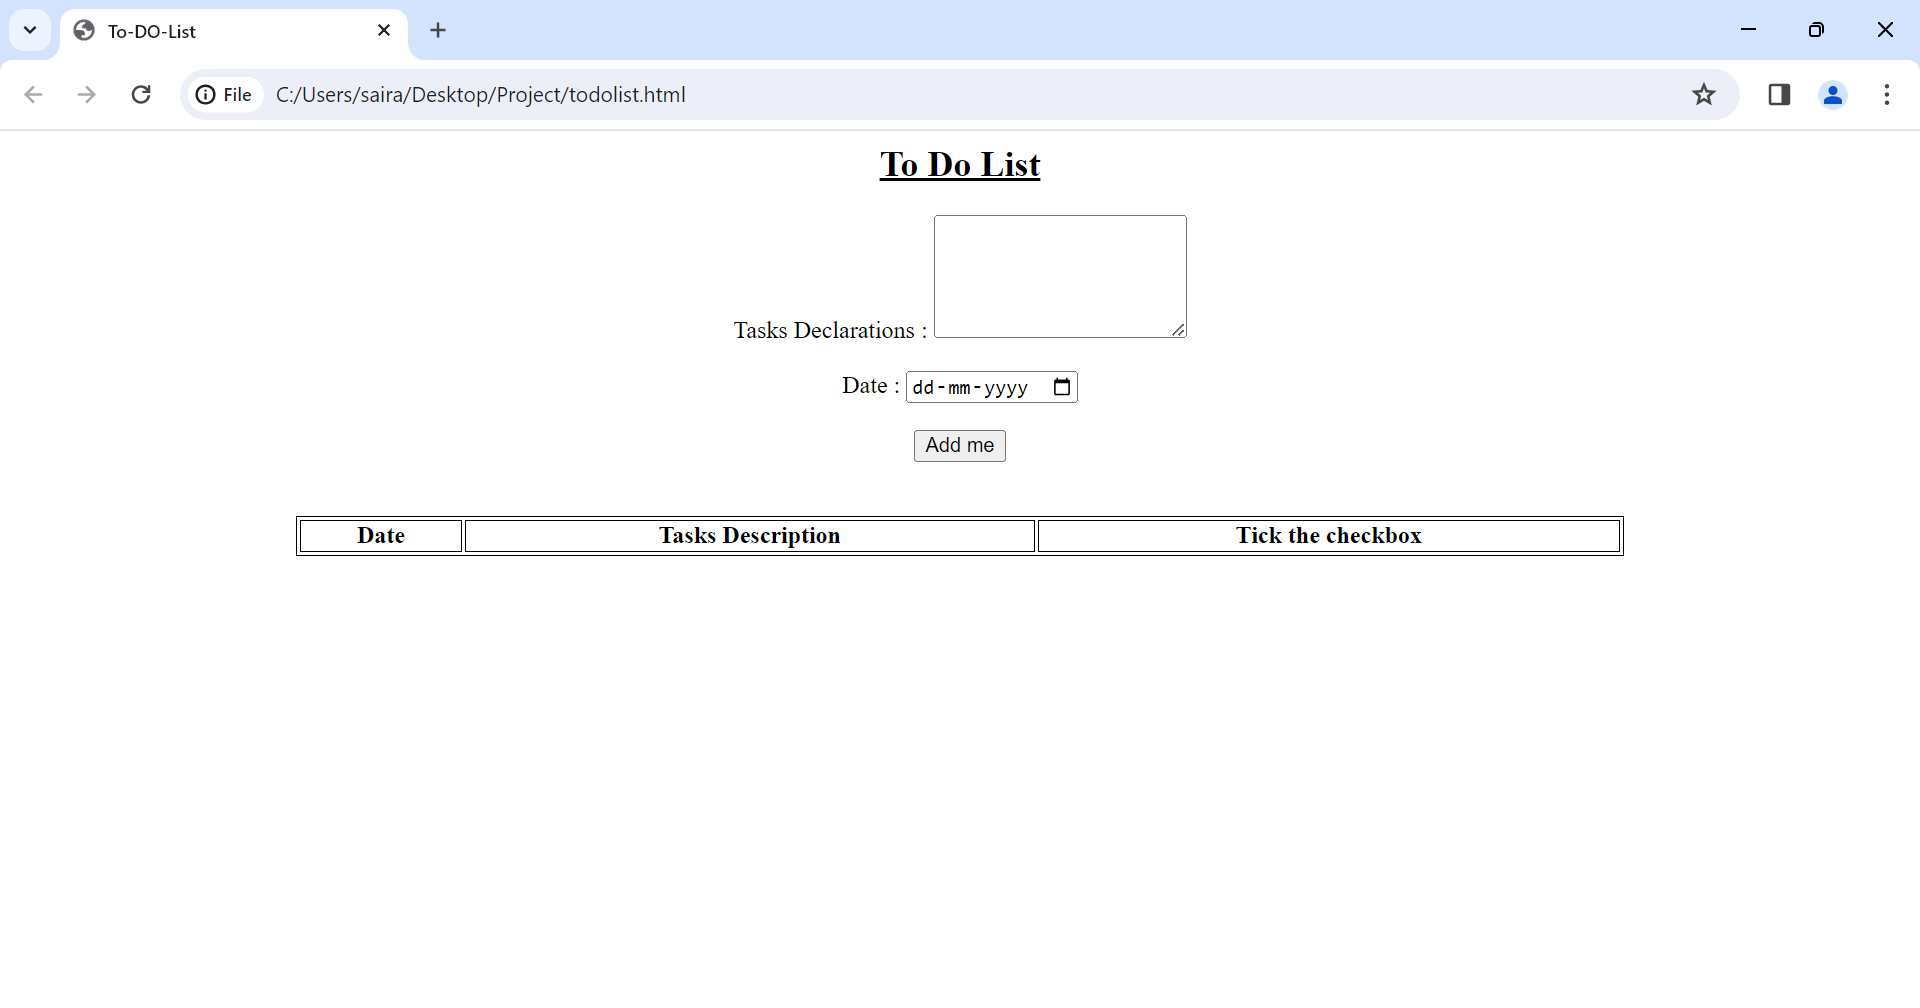 To-DO-List
File C:/Users/saira/Desktop/Project/todolist.html
To Do List
Tasks Declarations :
Date : dd-mm-yyyy
Add me
Date Tasks Description Tick the checkbox